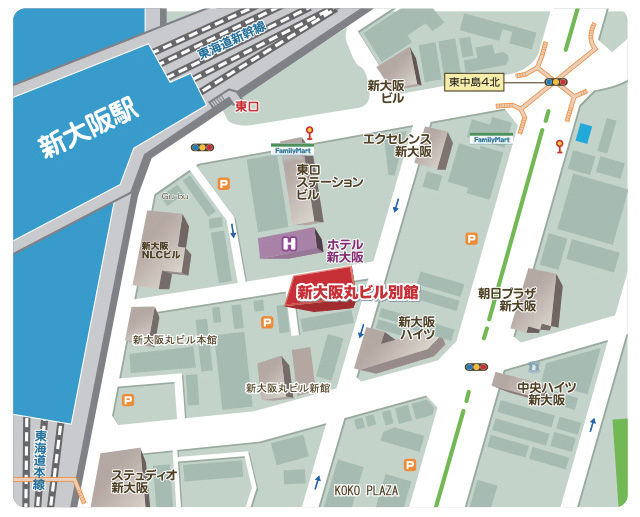 東海道新幹線
新大阪駅
東口
新大阪
ビル
東中島4北
FamilyMart
エクセレンス
新大阪
FamilyMart
東口
ステーション
ビル
P
Gu Bu
新大阪
NLCビル
H
ホテル
新大阪
P
新大阪丸ビル別館
朝日プラザ
新大阪
P
新大阪
ハイツ
新大阪丸ビル本館
新大阪丸ビル新館
中央ハイツ
新大阪
P
東海道本線
ステュディオ
新大阪
P
KOKO PLAZA